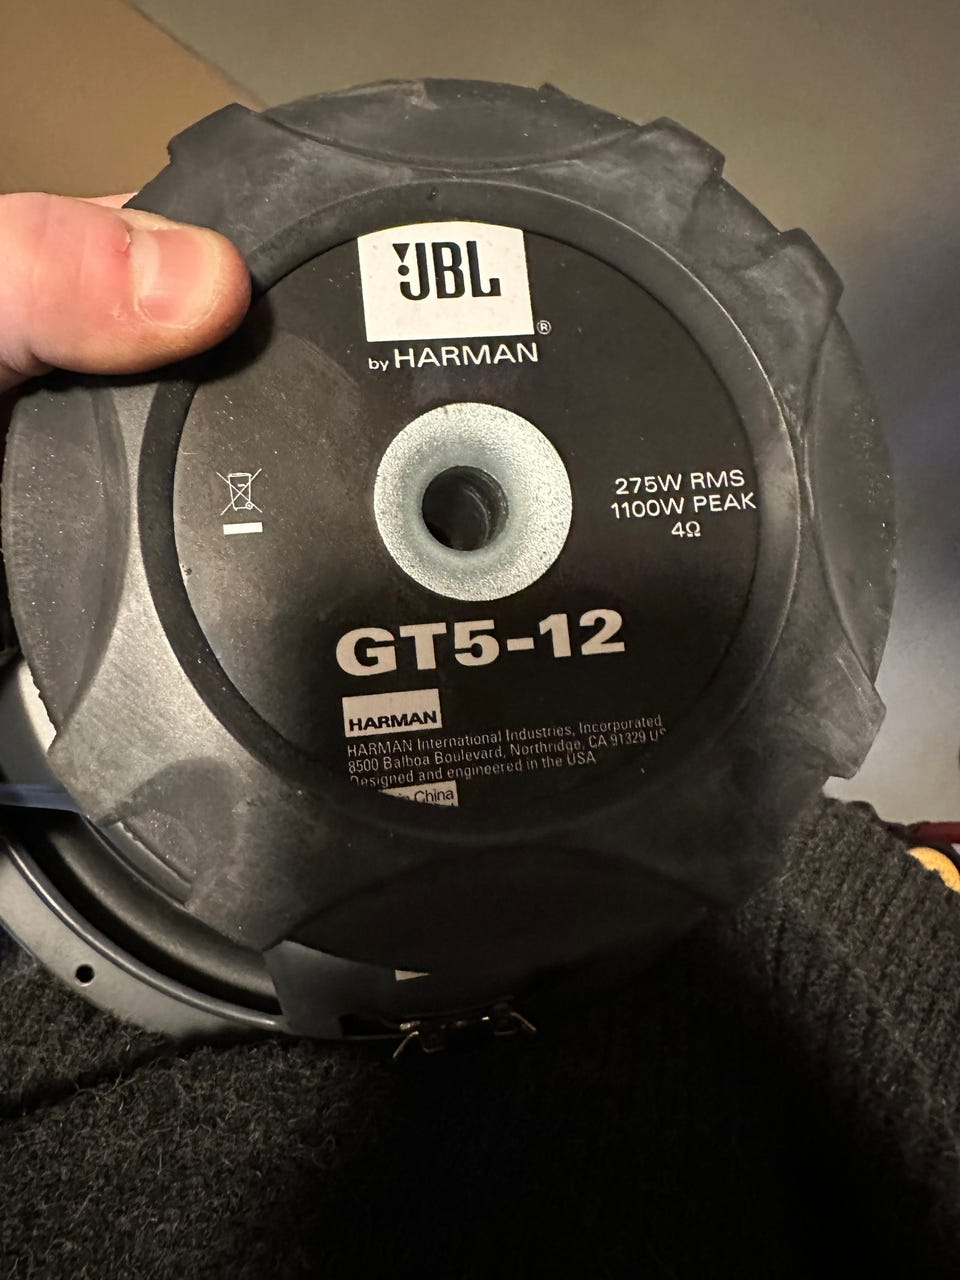 JBL®
by HARMAN
275W RMS
1100W PEAK
4Ω
GT5-12
HARMAN
HARMAN International Industries, Incorporated
8500 Balboa Boulevard, Northridge, CA 91329 US
Designed and engineered in the USA
China